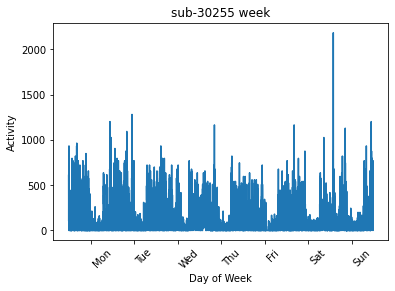 sub-30255 week
Activity
2000
1500
1000
500
0
Mon
Tue
Wed
Thu
Fri
Sat
Sun
Day of Week